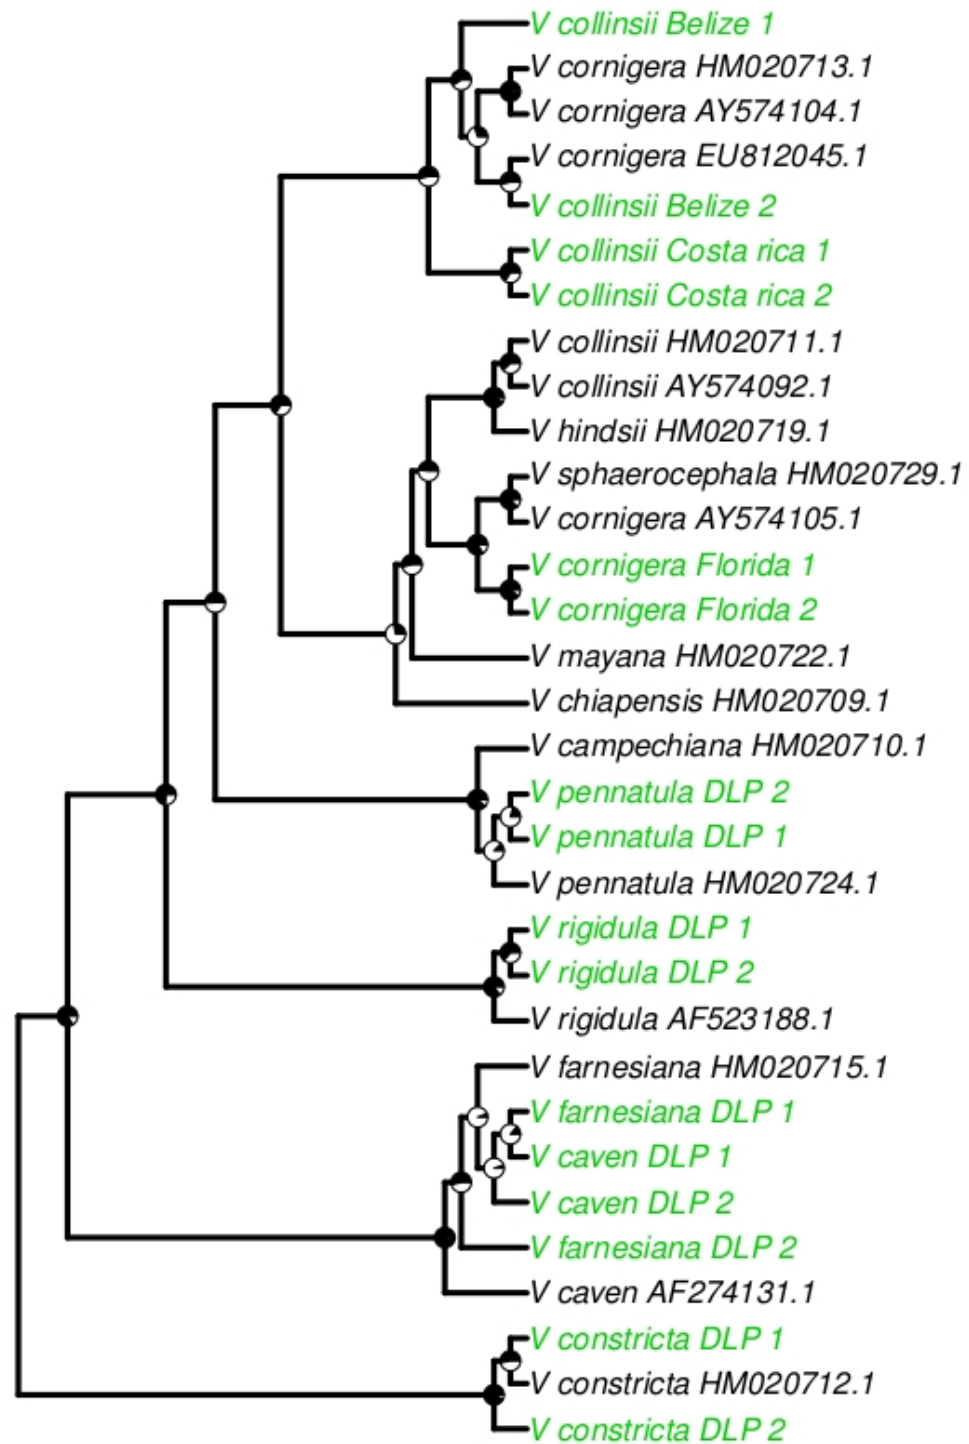 V collinsii Belize 1
V cornigera HM020713.1
V cornigera AY574104.1
V cornigera EU812045.1
V collinsii Belize 2
V collinsii Costa rica 1
V collinsii Costa rica 2
V collinsii HM020711.1
V collinsii AY574092.1
V hindsii HM020719.1
V sphaerocephala HM020729.1
V cornigera AY574105.1
V cornigera Florida 1
V cornigera Florida 2
V mayana HM020722.1
V chiapensis HM020709.1
V campechiana HM020710.1
V pennatula DLP 2
V pennatula DLP 1
V pennatula HM020724.1
V rigidula DLP 1
V rigidula DLP 2
V rigidula AF523188.1
V farnesiana HM020715.1
V farnesiana DLP 1
V caven DLP 1
V caven DLP 2
V farnesiana DLP 2
V caven AF274131.1
V constricta DLP 1
V constricta HM020712.1
V constricta DLP 2